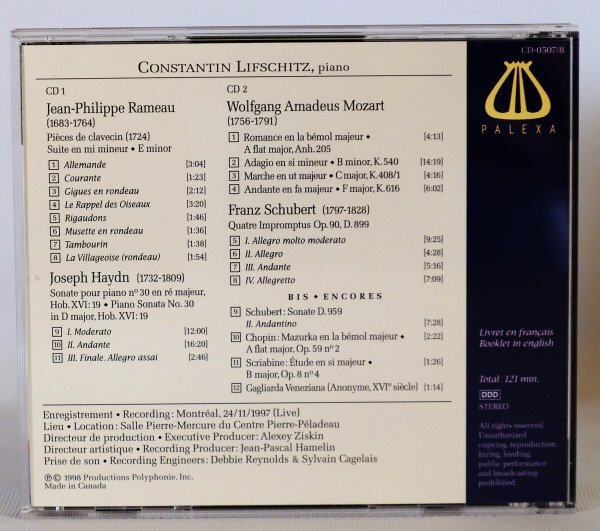 CONSTANTIN LIFSCHITZ, piano
CD 1
Jean-Philippe Rameau
(1683-1764)
Pièces de clavecin (1724)
Suite en mi mineur • E minor
1 Allemande [3:04]
2 Courante [1:23]
3 Gigues en rondeau [2:12]
4 Le Rappel des Oiseaux [3:20]
5 Rigaudons [1:46]
6 Musette en rondeau [1:36]
7 Tambourin [1:38]
8 La Villageoise (rondeau) [1:54]
Joseph Haydn (1732-1809)
Sonate pour piano nº 30 en ré majeur,
Hob. XVI: 19 • Piano Sonata No. 30
in D major, Hob. XVI: 19
9 I. Moderato [12:00]
10 II. Andante [16:20]
11 III. Finale. Allegro assai [2:46]
CD 2
Wolfgang Amadeus Mozart
(1756-1791)
1 Romance en la bémol majeur • [4:13]
A flat major, Anh. 205
2 Adagio en si mineur • B minor, K.540 [14:19]
3 Marche en ut majeur • C major, K.408/1 [4:16]
4 Andante en fa majeur • F major, K.616 [6:02]
Franz Schubert (1797-1828)
Quatre Impromptus Op. 90, D. 899
5 I. Allegro molto moderato [9:25]
6 II. Allegro [4:28]
7 III. Andante [5:16]
8 IV. Allegretto [7:09]
BIS • ENCORES
9 Schubert: Sonate D. 959
II. Andantino [7:28]
10 Chopin: Mazurka en la bémol majeur • [2:22]
A flat major, Op. 59 nº 2
11 Scriabine: Étude en si majeur • [1:26]
B major, Op. 8 nº 4
12 Gagliarda Veneziana (Anonyme, XVIe siècle) [1:14]
Enregistrement • Recording: Montréal, 24/11/1997 (Live)
Lieu • Location: Salle Pierre-Mercure du Centre Pierre-Péladeau
Directeur de production • Executive Producer: Alexey Ziskin
Directeur artistique • Recording Producer: Jean-Pascal Hamelin
Prise de son • Recording Engineers: Debbie Reynolds & Sylvain Cagelais
℗ © 1998 Productions Polyphonie, Inc.
Made in Canada
CD-0507/8
PALEXA
Livret en français
Booklet in english
Total: 121 min.
DDD
STEREO
All rights reserved.
Unauthorized
copying, reproduction,
hiring, lending,
public performance
and broadcasting
prohibited.